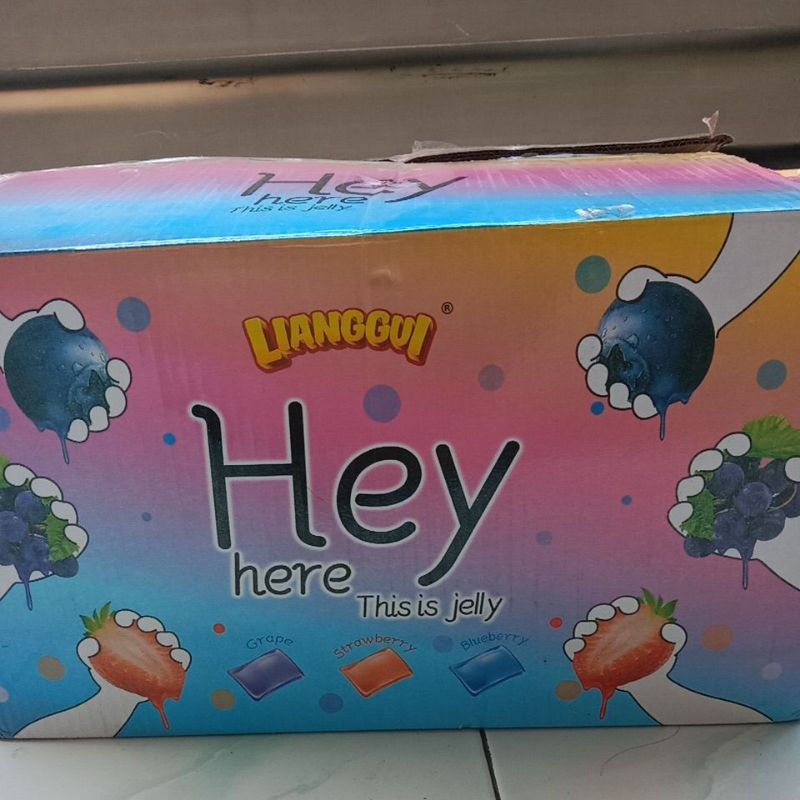 Hey
here
This is jelly
LIANGGUI ®
Hey
here
This is jelly
Grape Strawberry Blueberry